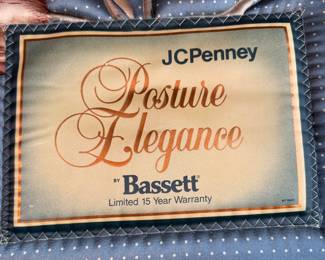 JCPenney
Posture
Elegance
BY Bassett
Limited 15 Year Warranty